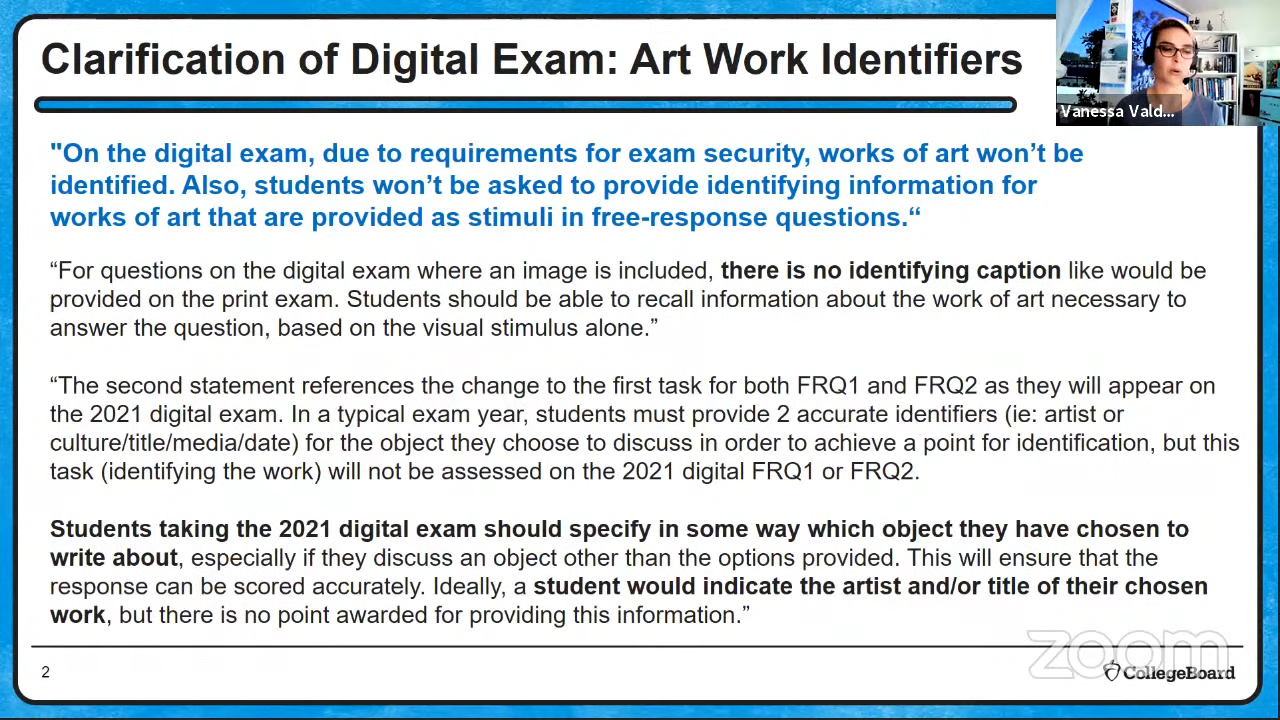 Clarification of Digital Exam: Art Work Identifiers
Vanessa Vald...
"On the digital exam, due to requirements for exam security, works of art won’t be
identified. Also, students won’t be asked to provide identifying information for
works of art that are provided as stimuli in free-response questions.“
“For questions on the digital exam where an image is included, there is no identifying caption like would be
provided on the print exam. Students should be able to recall information about the work of art necessary to
answer the question, based on the visual stimulus alone.”
“The second statement references the change to the first task for both FRQ1 and FRQ2 as they will appear on
the 2021 digital exam. In a typical exam year, students must provide 2 accurate identifiers (ie: artist or
culture/title/media/date) for the object they choose to discuss in order to achieve a point for identification, but this
task (identifying the work) will not be assessed on the 2021 digital FRQ1 or FRQ2.
Students taking the 2021 digital exam should specify in some way which object they have chosen to
write about, especially if they discuss an object other than the options provided. This will ensure that the
response can be scored accurately. Ideally, a student would indicate the artist and/or title of their chosen
work, but there is no point awarded for providing this information.”
zoom
2
CollegeBoard